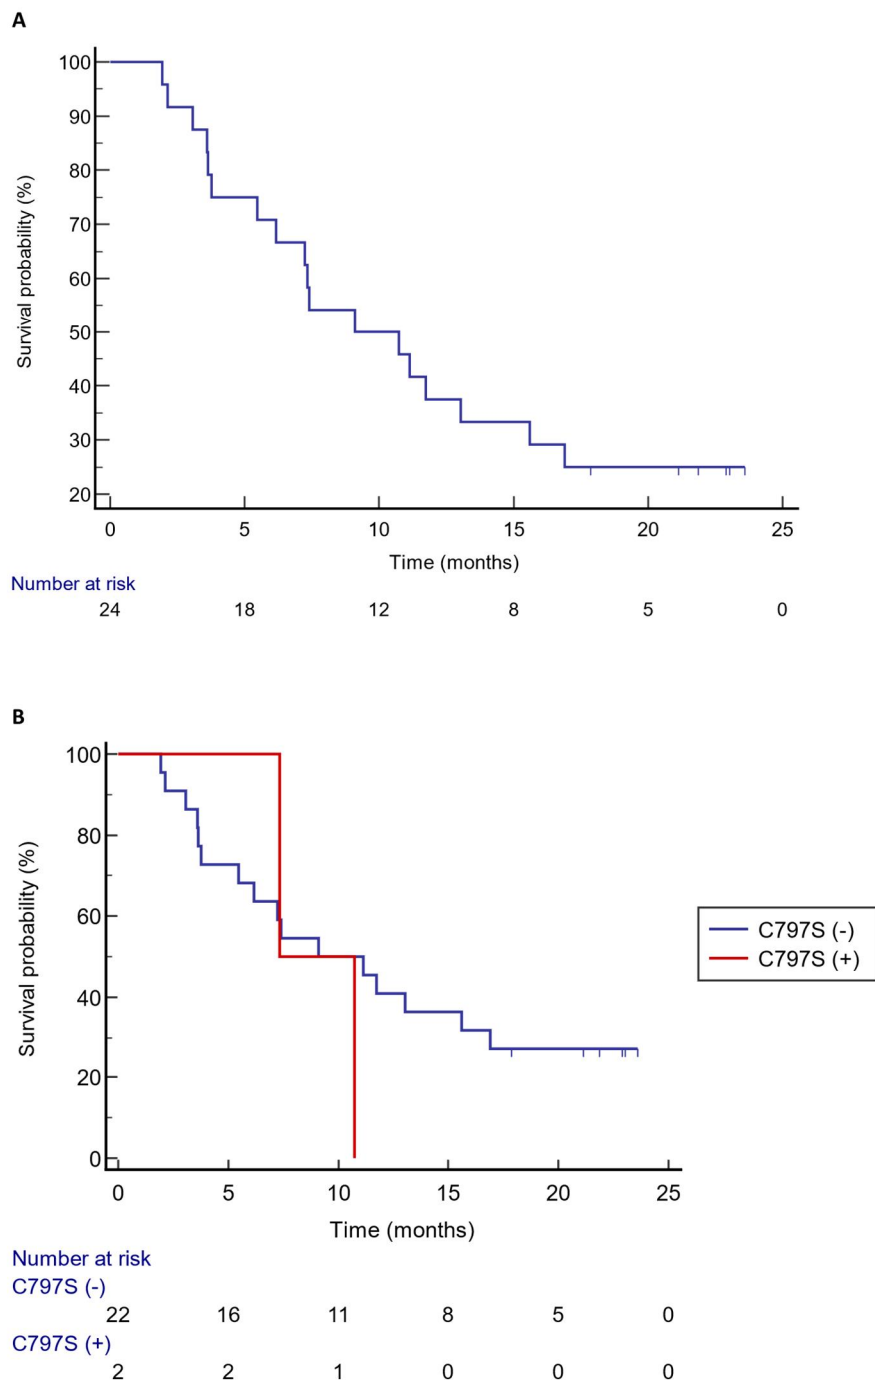 A
100
90
80
70
60
50
40
30
20
Survival probability (%)
0 5 10 15 20 25
Time (months)
Number at risk
24 18 12 8 5 0
B
100
80
60
40
20
0
Survival probability (%)
0 5 10 15 20 25
Time (months)
C797S (-)
C797S (+)
Number at risk
C797S (-)
22 16 11 8 5 0
C797S (+)
2 2 1 0 0 0